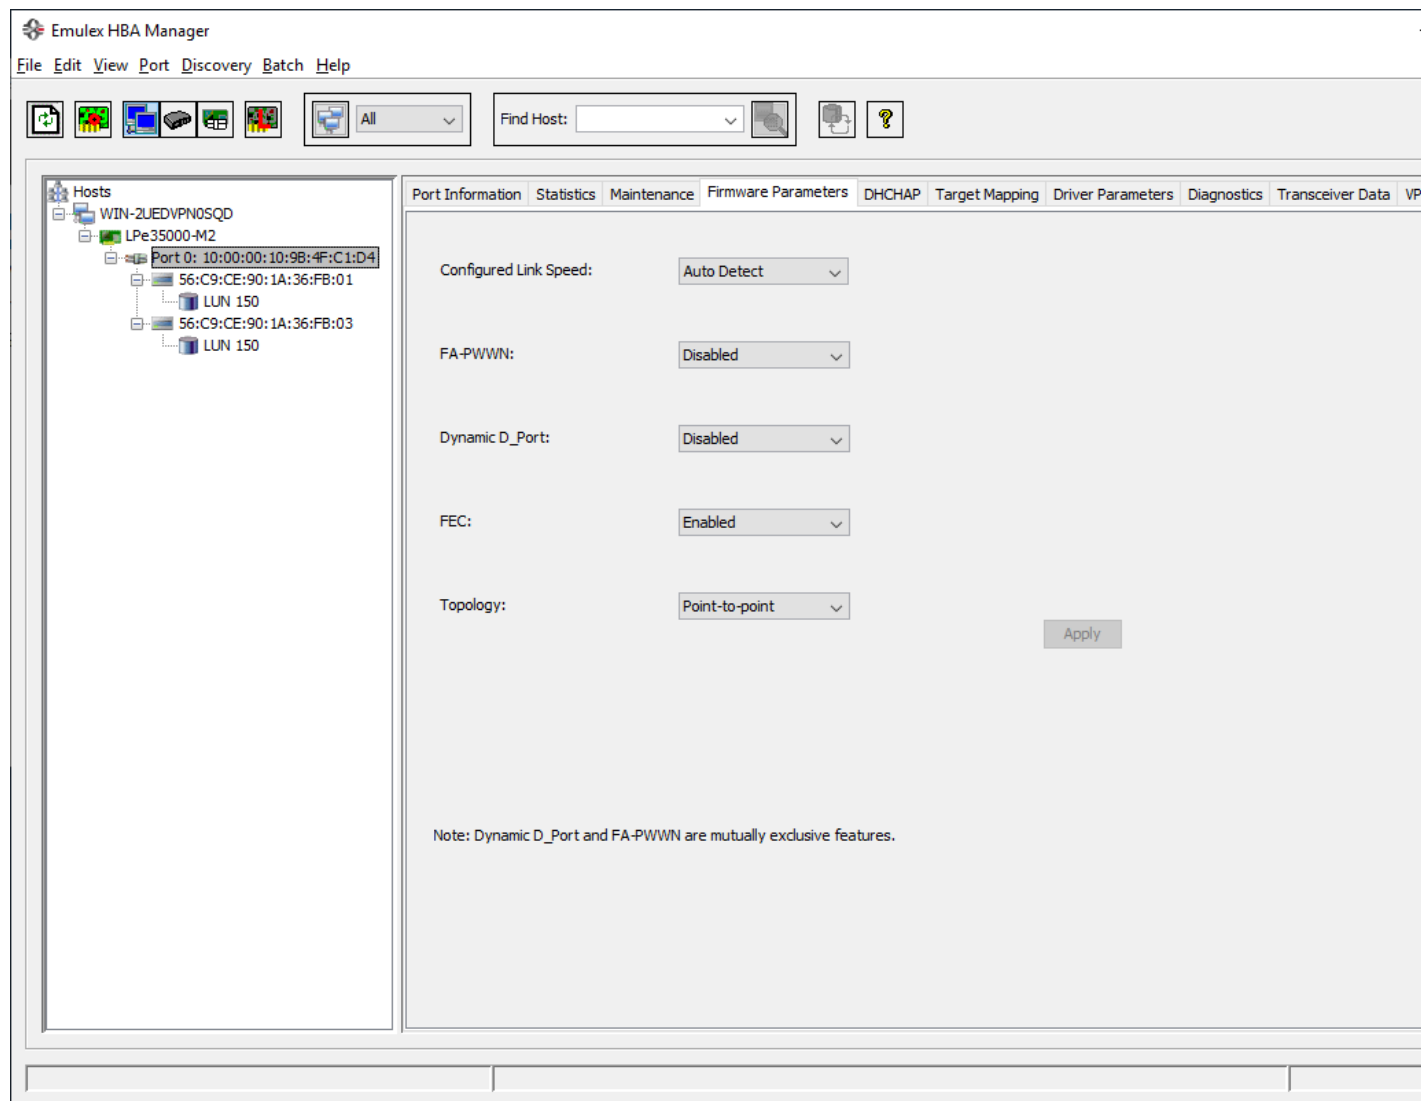 Emulex HBA Manager
File Edit View Port Discovery Batch Help
All
Find Host:
Hosts
WIN-2UEDVPN0SQD
LPe35000-M2
Port 0: 10:00:00:10:9B:4F:C1:D4
56:C9:CE:90:1A:36:FB:01
LUN 150
56:C9:CE:90:1A:36:FB:03
LUN 150
Port Information Statistics Maintenance Firmware Parameters DHCHAP Target Mapping Driver Parameters Diagnostics Transceiver Data VP
Configured Link Speed: Auto Detect
FA-PWWN: Disabled
Dynamic D_Port: Disabled
FEC: Enabled
Topology: Point-to-point
Apply
Note: Dynamic D_Port and FA-PWWN are mutually exclusive features.